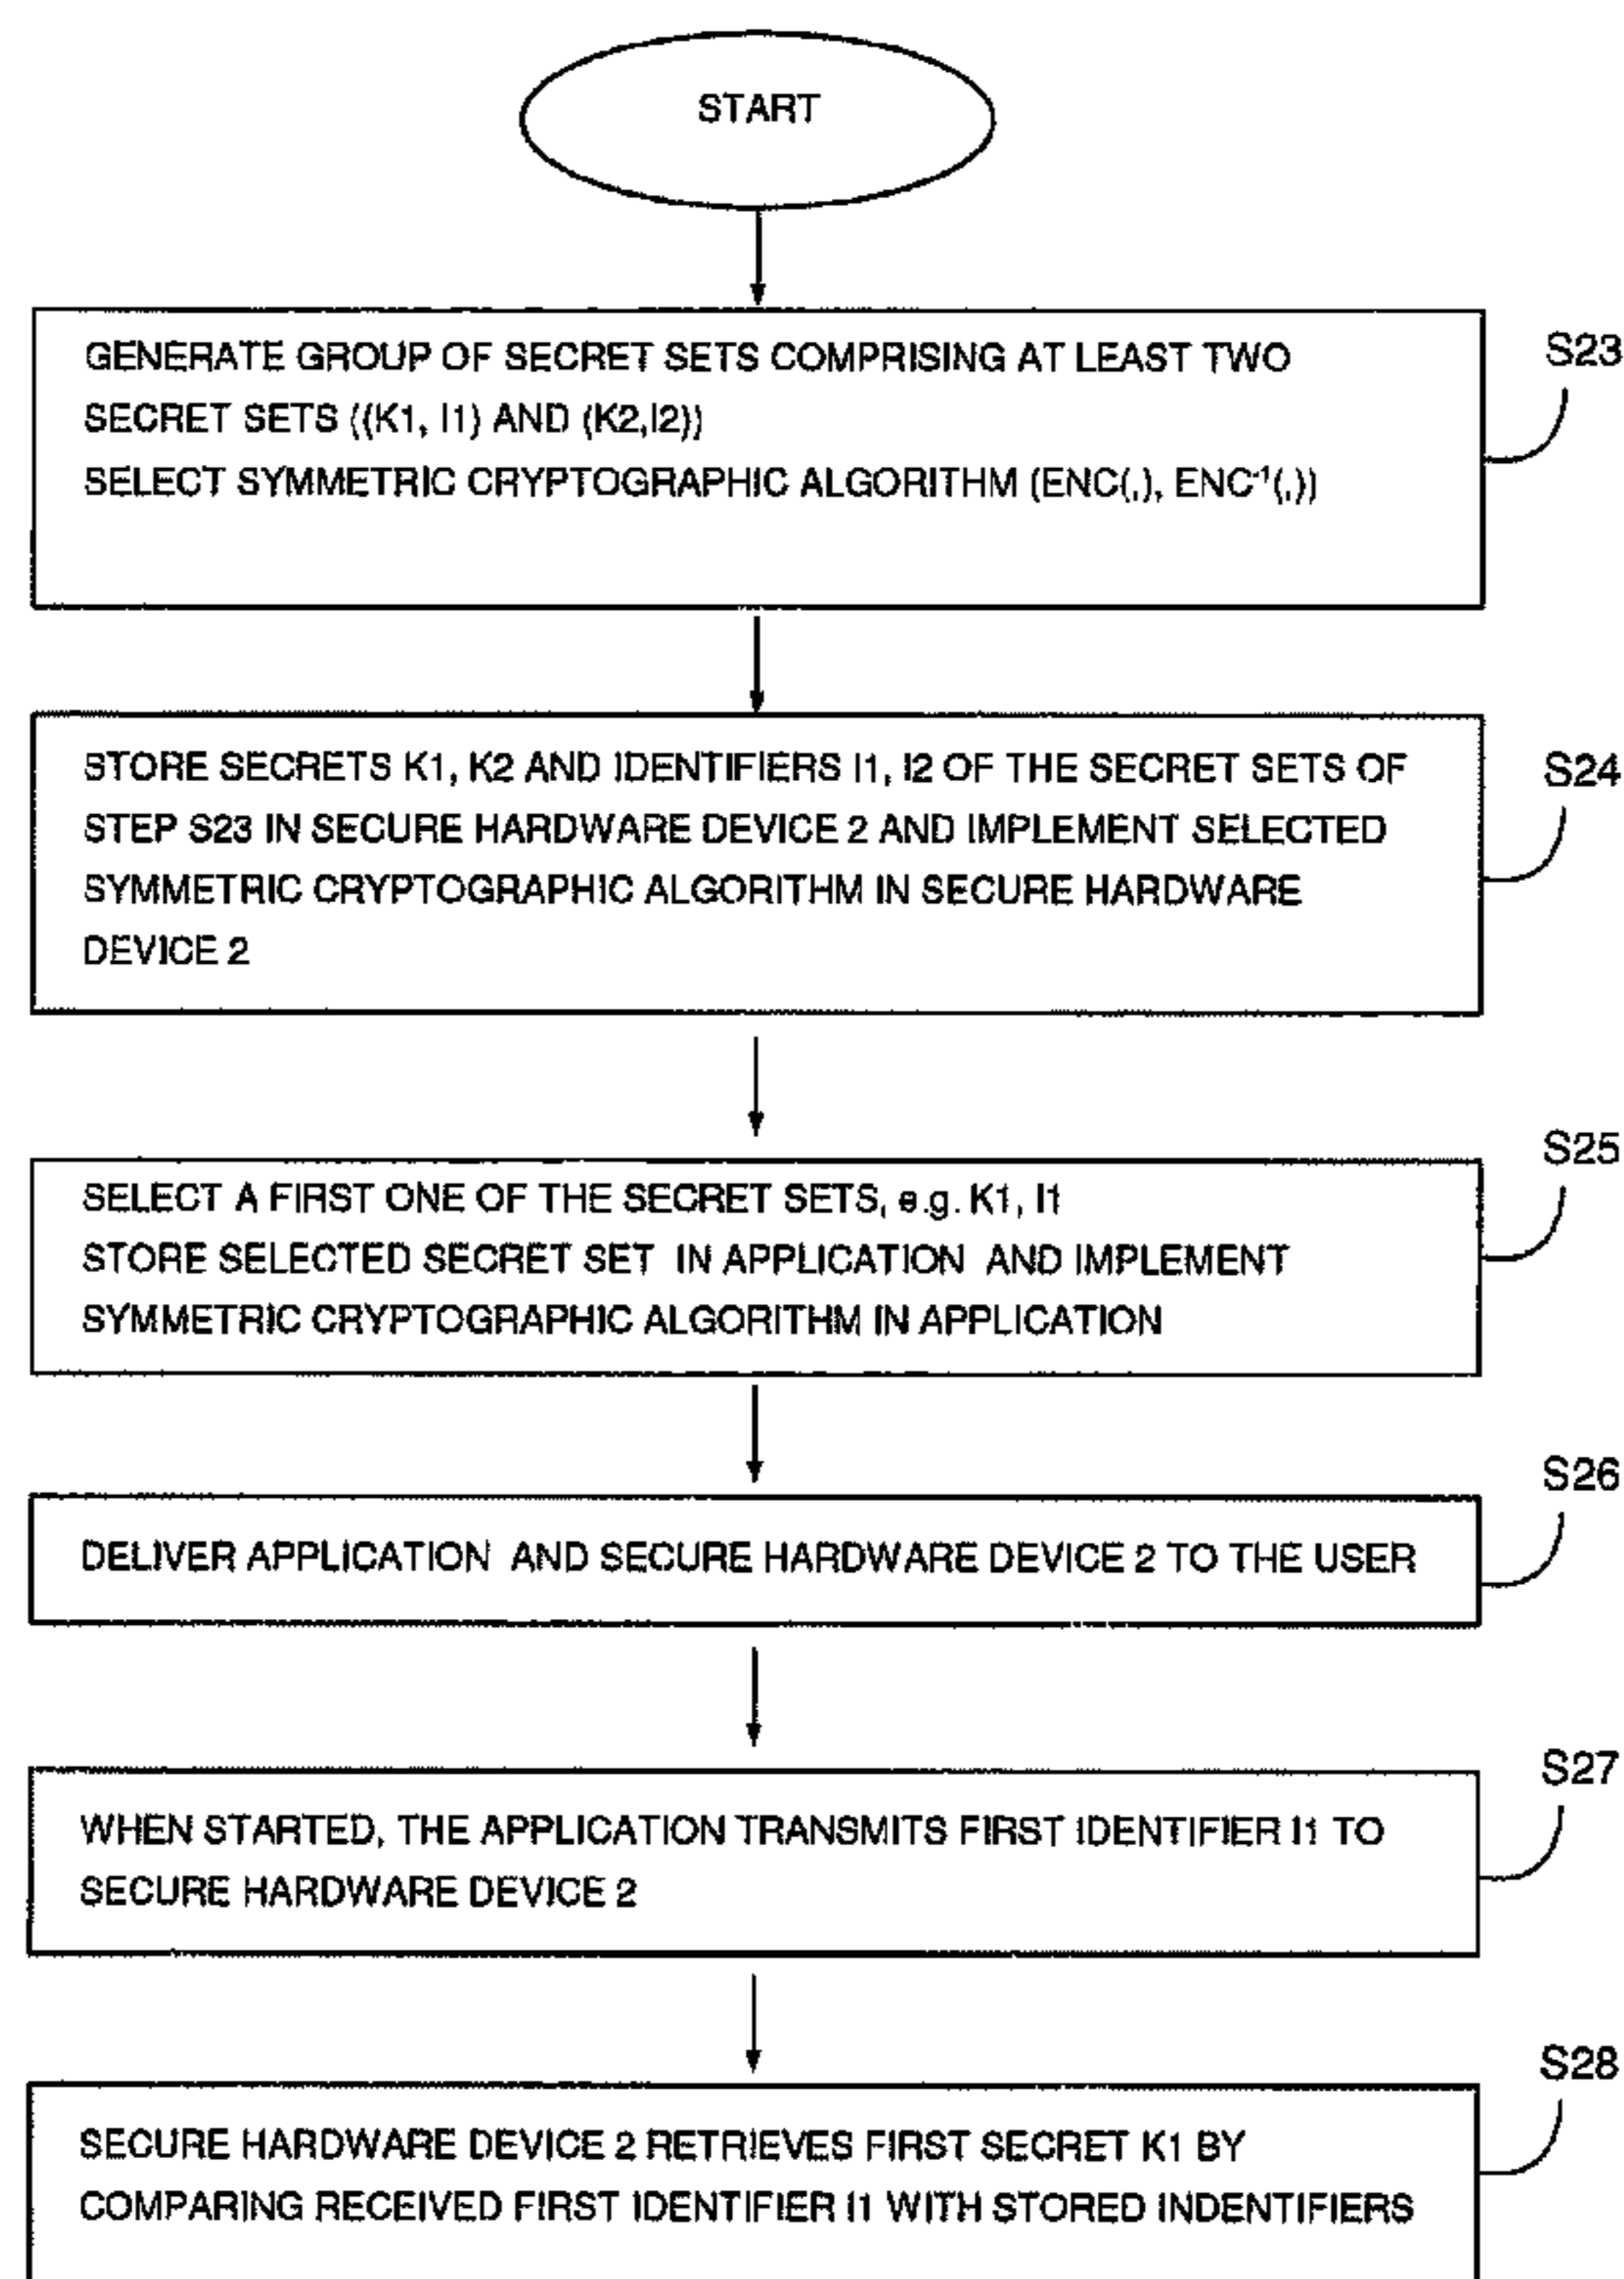 START
GENERATE GROUP OF SECRET SETS COMPRISING AT LEAST TWO
SECRET SETS ((K1, I1) AND (K2,I2))
SELECT SYMMETRIC CRYPTOGRAPHIC ALGORITHM (ENC(,), ENC⁻¹(,))
S23
STORE SECRETS K1, K2 AND IDENTIFIERS I1, I2 OF THE SECRET SETS OF
STEP S23 IN SECURE HARDWARE DEVICE 2 AND IMPLEMENT SELECTED
SYMMETRIC CRYPTOGRAPHIC ALGORITHM IN SECURE HARDWARE
DEVICE 2
S24
SELECT A FIRST ONE OF THE SECRET SETS, e.g. K1, I1
STORE SELECTED SECRET SET IN APPLICATION AND IMPLEMENT
SYMMETRIC CRYPTOGRAPHIC ALGORITHM IN APPLICATION
S25
DELIVER APPLICATION AND SECURE HARDWARE DEVICE 2 TO THE USER
S26
WHEN STARTED, THE APPLICATION TRANSMITS FIRST IDENTIFIER I1 TO
SECURE HARDWARE DEVICE 2
S27
SECURE HARDWARE DEVICE 2 RETRIEVES FIRST SECRET K1 BY
COMPARING RECEIVED FIRST IDENTIFIER I1 WITH STORED INDENTIFIERS
S28